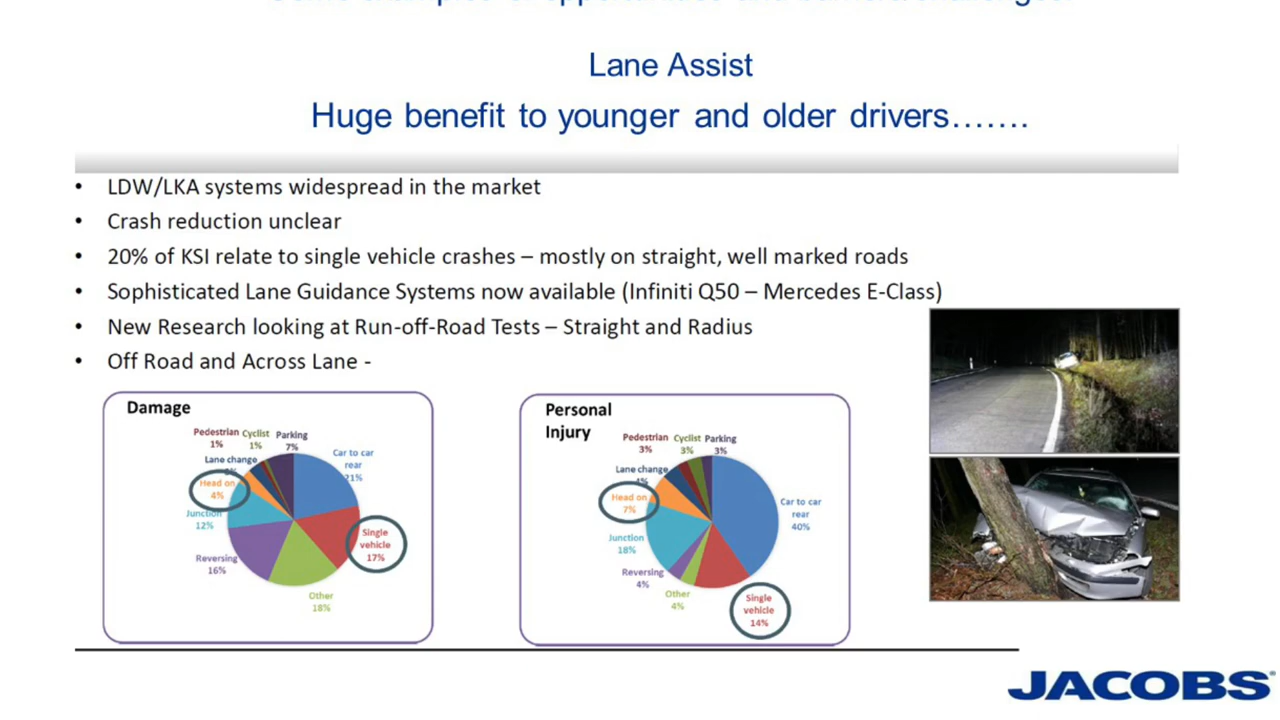 Lane Assist
Huge benefit to younger and older drivers…….
• LDW/LKA systems widespread in the market
• Crash reduction unclear
• 20% of KSI relate to single vehicle crashes – mostly on straight, well marked roads
• Sophisticated Lane Guidance Systems now available (Infiniti Q50 – Mercedes E-Class)
• New Research looking at Run-off-Road Tests – Straight and Radius
• Off Road and Across Lane -
Damage
Pedestrian
1%
Cyclist
1%
Parking
7%
Lane change
Car to car
rear
21%
Head on
4%
Junction
12%
Single
vehicle
17%
Reversing
16%
Other
18%
Personal
Injury
Pedestrian
3%
Cyclist
3%
Parking
3%
Lane change
Head on
7%
Car to car
rear
40%
Junction
18%
Reversing
4%
Other
4%
Single
vehicle
14%
JACOBS